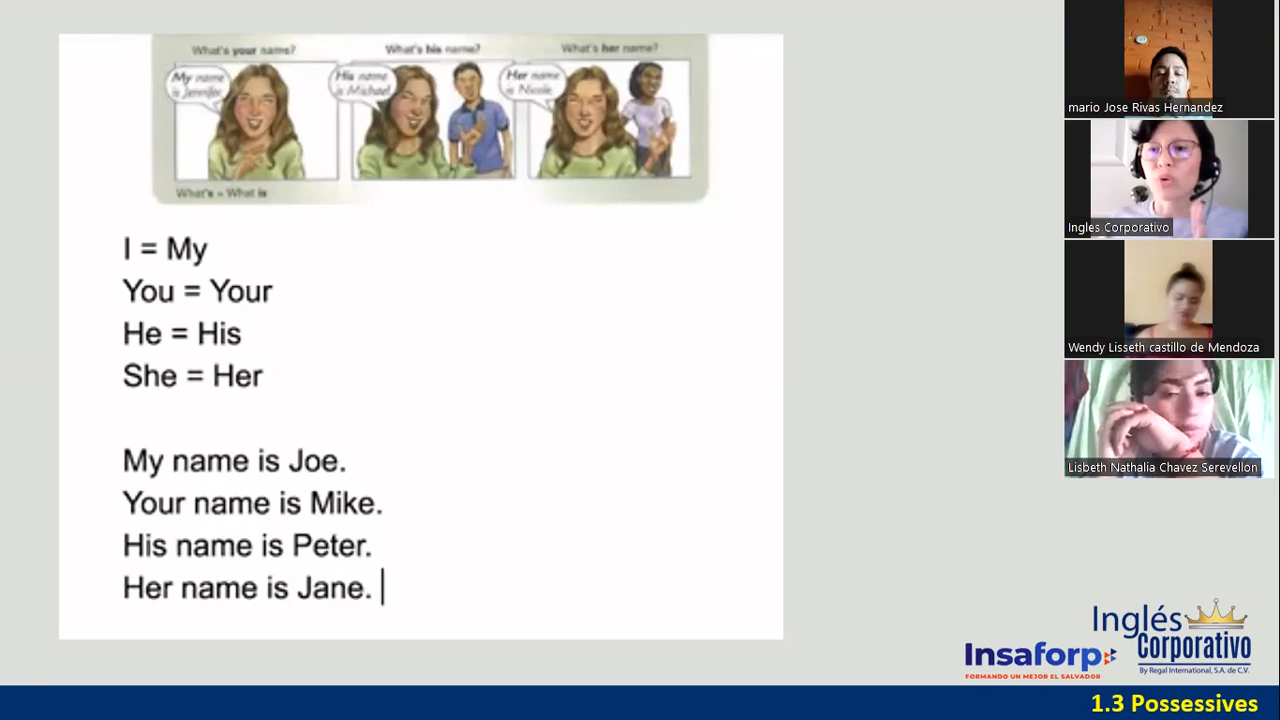 What's your name?
What's his name?
What's her name?
My name
is Jennifer.
His name
is Michael.
Her name
is Nicole.
What's = What is
I = My
You = Your
He = His
She = Her
My name is Joe.
Your name is Mike.
His name is Peter.
Her name is Jane.
mario Jose Rivas Hernandez
Ingles Corporativo
Wendy Lisseth castillo de Mendoza
Lisbeth Nathalia Chavez Serevellon
Insaforp
FORMANDO UN MEJOR EL SALVADOR
Inglés
Corporativo
By Regal International, S.A. de C.V.
1.3 Possessives